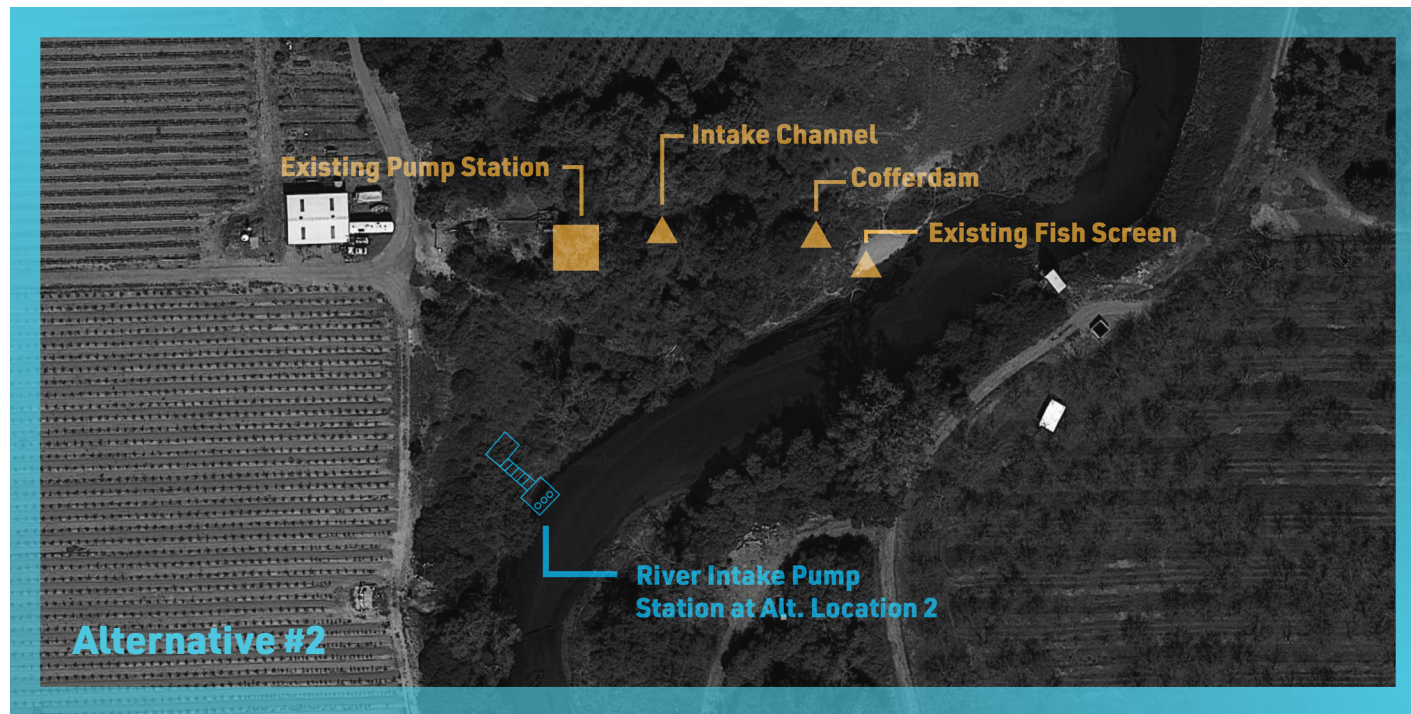 Intake Channel
Existing Pump Station
Cofferdam
Existing Fish Screen
River Intake Pump
Station at Alt. Location 2
Alternative #2